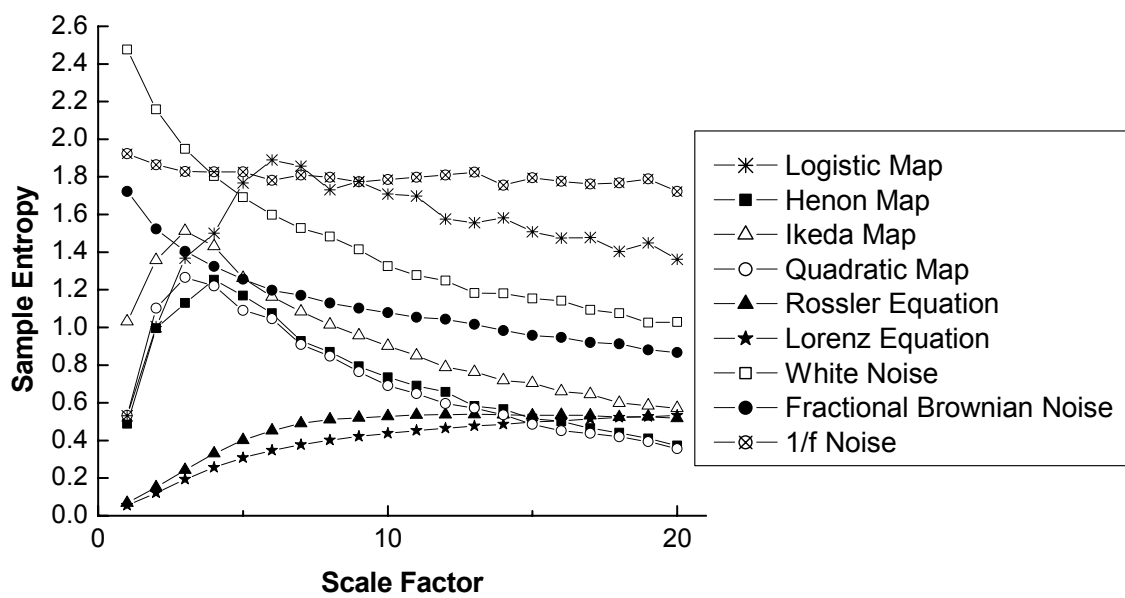 2.6
2.4
2.2
2.0
1.8
1.6
1.4
1.2
1.0
0.8
0.6
0.4
0.2
0.0
Sample Entropy
0
10
20
Scale Factor
Logistic Map
Henon Map
Ikeda Map
Quadratic Map
Rossler Equation
Lorenz Equation
White Noise
Fractional Brownian Noise
1/f Noise